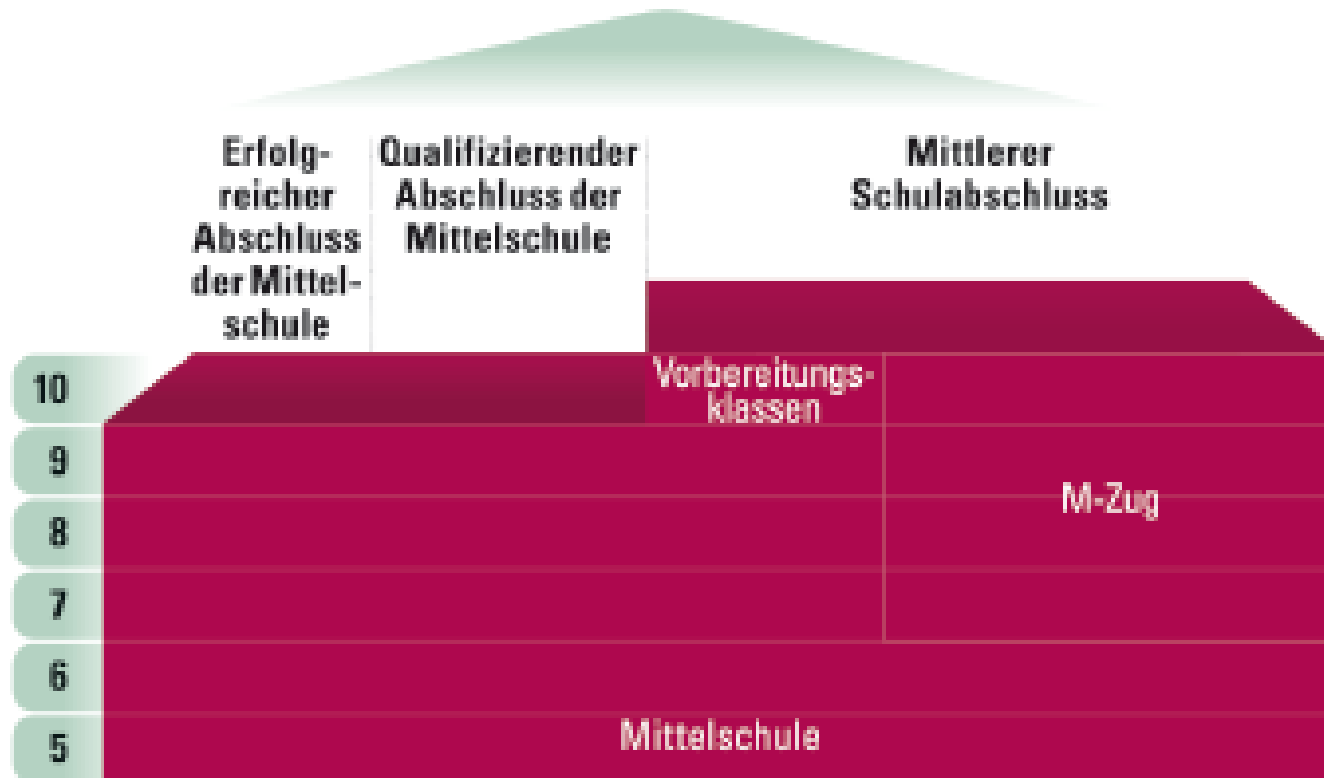 Erfolg-
reicher
Abschluss
der Mittel-
schule
Qualifizierender
Abschluss der
Mittelschule
Mittlerer
Schulabschluss
10
Vorbereitungs-
klassen
9
M-Zug
8
7
6
5
Mittelschule